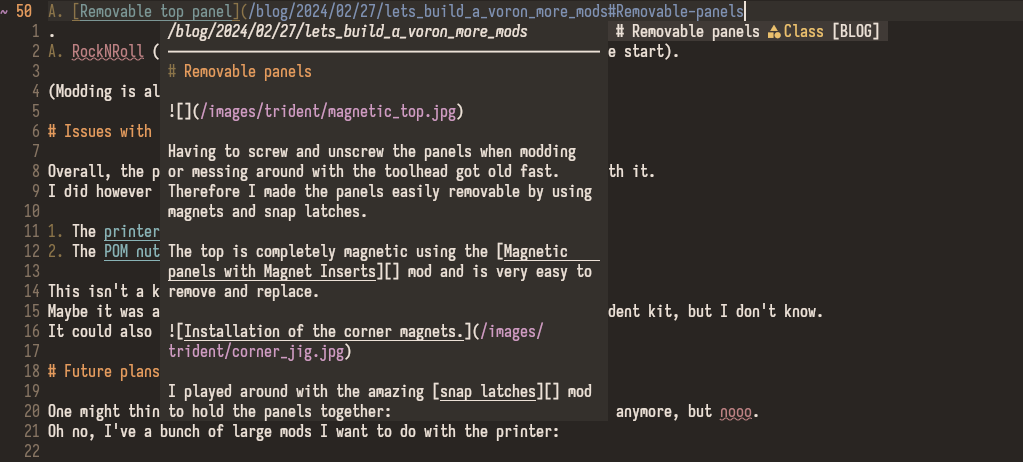 ~ 50 A. [Removable top panel](/blog/2024/02/27/lets_build_a_voron_more_mods#Removable-panels
1 . /blog/2024/02/27/lets_build_a_voron_more_mods # Removable panels Class [BLOG]
2 A. RockNRoll ( e start).
3 # Removable panels
4 (Modding is al
5 ![](/images/trident/magnetic_top.jpg)
6 # Issues with
7 Having to screw and unscrew the panels when modding
8 Overall, the p or messing around with the toolhead got old fast. th it.
9 I did however Therefore I made the panels easily removable by using
10 magnets and snap latches.
11 1. The printer
12 2. The POM nut The top is completely magnetic using the [Magnetic
13 panels with Magnet Inserts][] mod and is very easy to
14 This isn't a k remove and replace.
15 Maybe it was a dent kit, but I don't know.
16 It could also ![Installation of the corner magnets.](/images/
17 trident/corner_jig.jpg)
18 # Future plans
19 I played around with the amazing [snap latches][] mod
20 One might thin to hold the panels together: anymore, but nooo.
21 Oh no, I've a bunch of large mods I want to do with the printer:
22